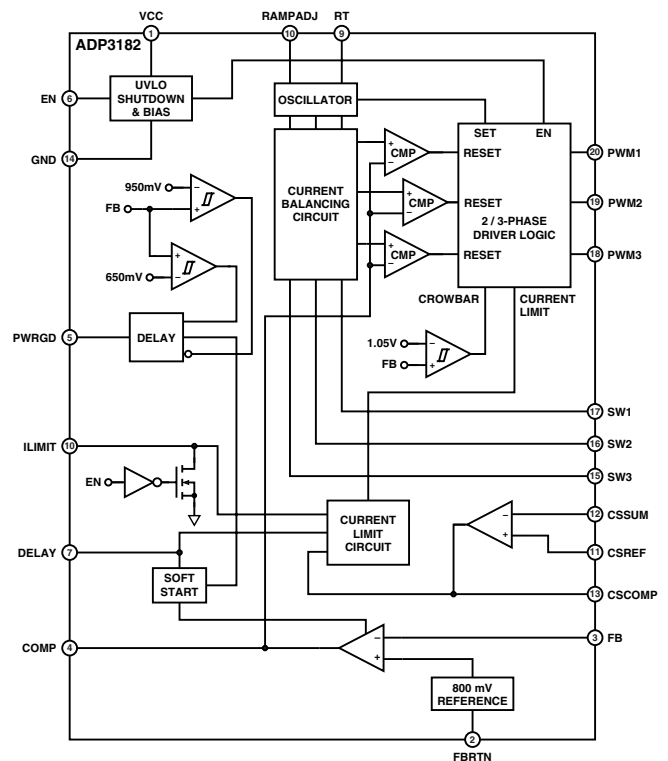 VCC
RAMPADJ
RT
1
10
9
ADP3182
EN
6
UVLO
SHUTDOWN
& BIAS
OSCILLATOR
SET
EN
GND
14
CMP
RESET
20
PWM1
950mV
–
+
FB
CURRENT
BALANCING
CIRCUIT
CMP
RESET
19
PWM2
2 / 3-PHASE
DRIVER LOGIC
650mV
+
–
CMP
RESET
18
PWM3
CROWBAR
CURRENT
LIMIT
PWRGD
5
DELAY
1.05V
–
FB
+
17
SW1
ILIMIT
10
16
SW2
EN
15
SW3
CURRENT
LIMIT
CIRCUIT
–
12
CSSUM
+
11
CSREF
DELAY
7
SOFT
START
13
CSCOMP
COMP
4
–
+
3
FB
800 mV
REFERENCE
2
FBRTN
+
–
+
–
+
–